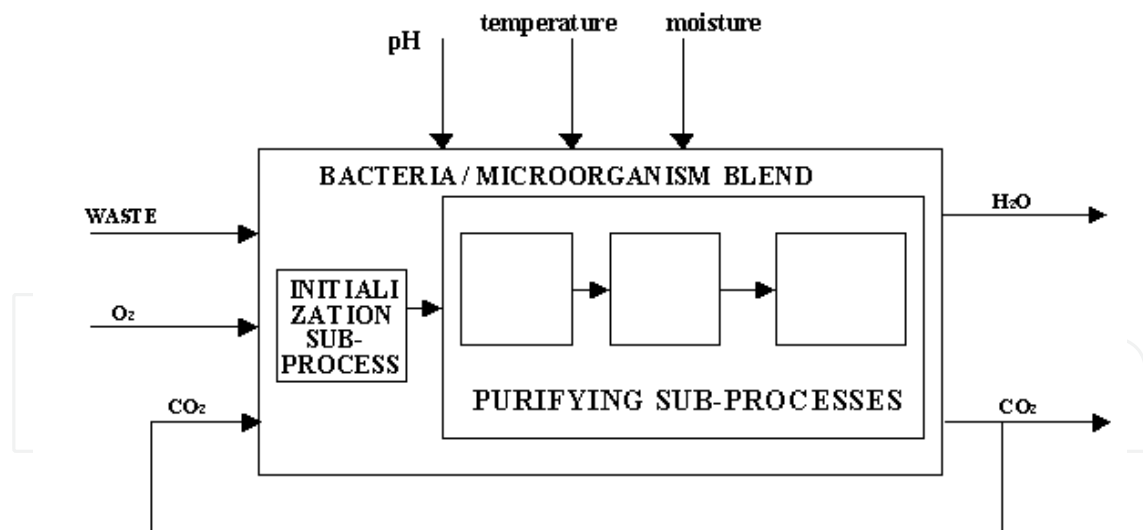 pH
temperature
moisture
BACTERIA / MICROORGANISM BLEND
WASTE
H₂O
INITIALI
ZATION
SUB-
PROCESS
O₂
PURIFYING SUB-PROCESSES
CO₂
CO₂